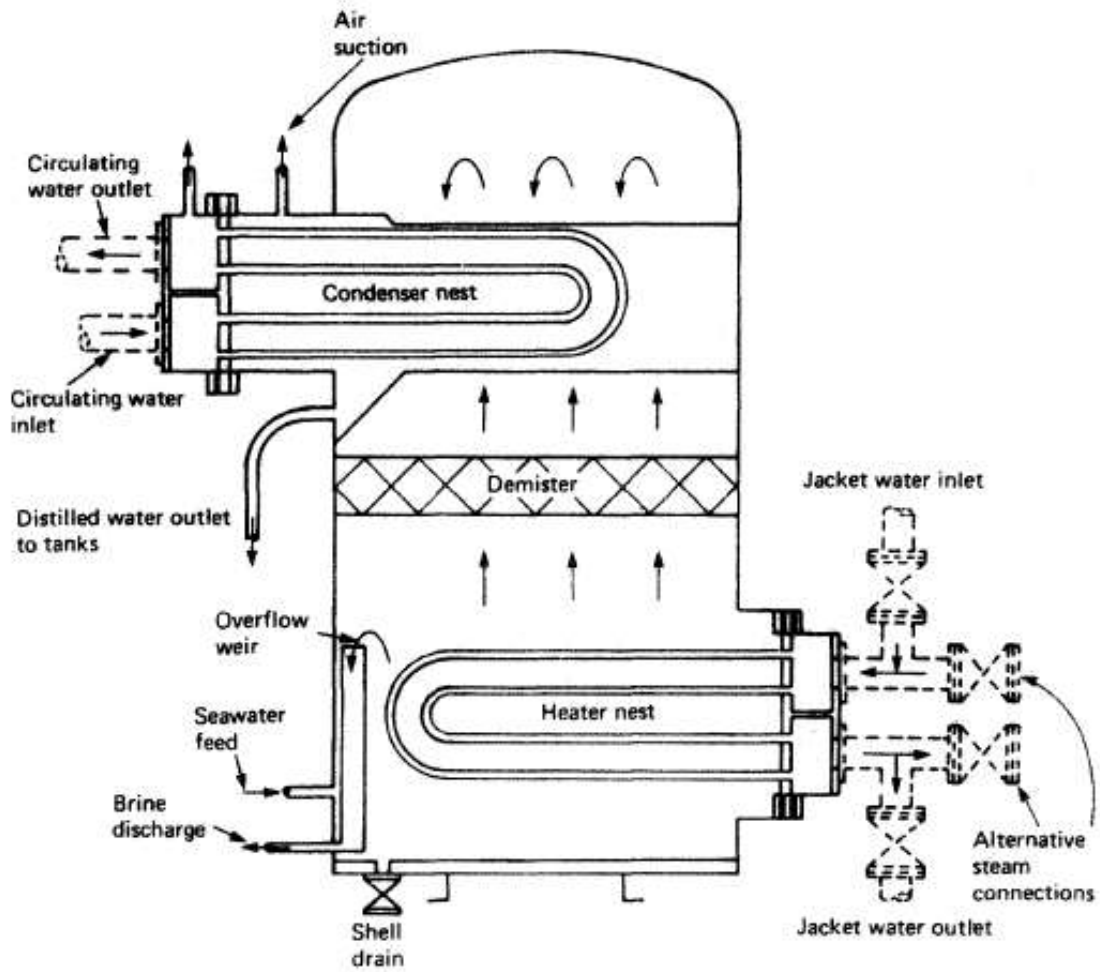 Air
suction
Circulating
water outlet
Condenser nest
Circulating water
inlet
Demister
Jacket water inlet
Distilled water outlet
to tanks
Overflow
weir
Heater nest
Seawater
feed
Brine
discharge
Alternative
steam
connections
Jacket water outlet
Shell
drain